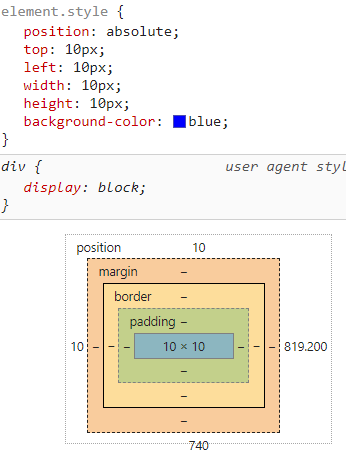 element.style {
position: absolute;
top: 10px;
left: 10px;
width: 10px;
height: 10px;
background-color: blue;
}
div {    user agent styl
display: block;
}
position 10
margin –
border –
padding –
10 – – – 10 × 10 – – – 819.200
–
–
–
740